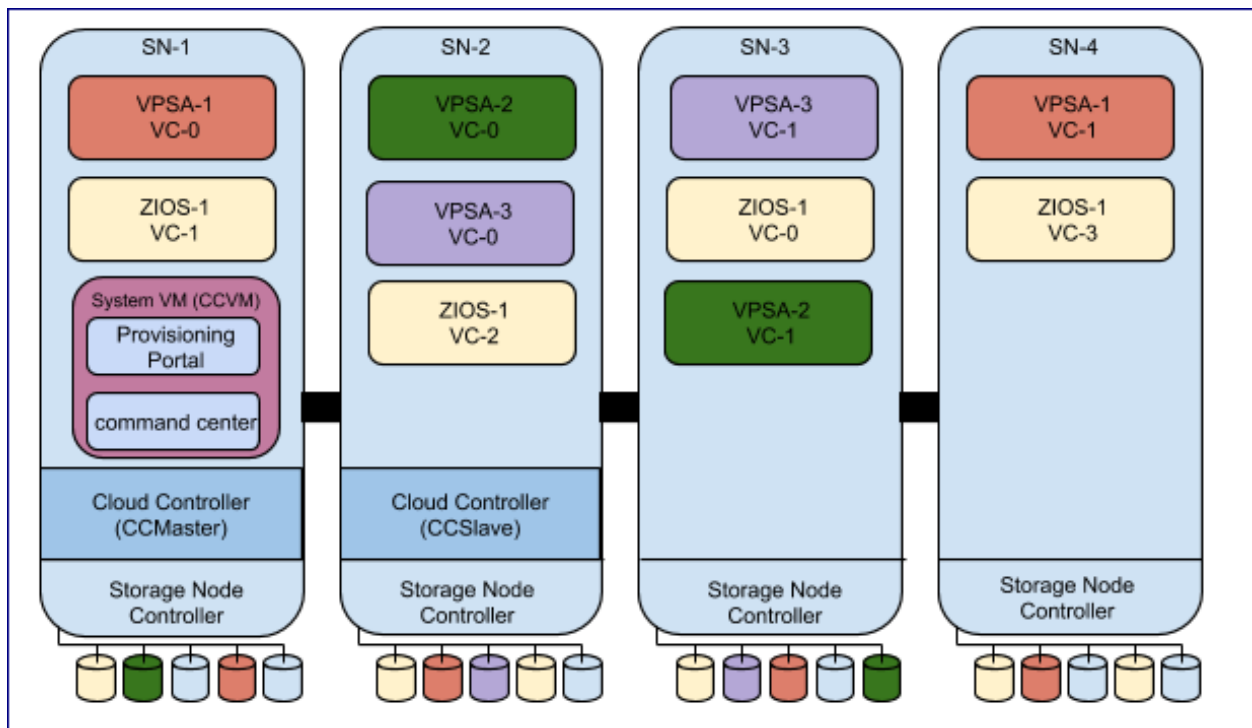 SN-1
VPSA-1
VC-0
ZIOS-1
VC-1
System VM (CCVM)
Provisioning
Portal
command center
Cloud Controller
(CCMaster)
Storage Node
Controller
SN-2
VPSA-2
VC-0
VPSA-3
VC-0
ZIOS-1
VC-2
Cloud Controller
(CCSlave)
Storage Node
Controller
SN-3
VPSA-3
VC-1
ZIOS-1
VC-0
VPSA-2
VC-1
Storage Node
Controller
SN-4
VPSA-1
VC-1
ZIOS-1
VC-3
Storage Node
Controller